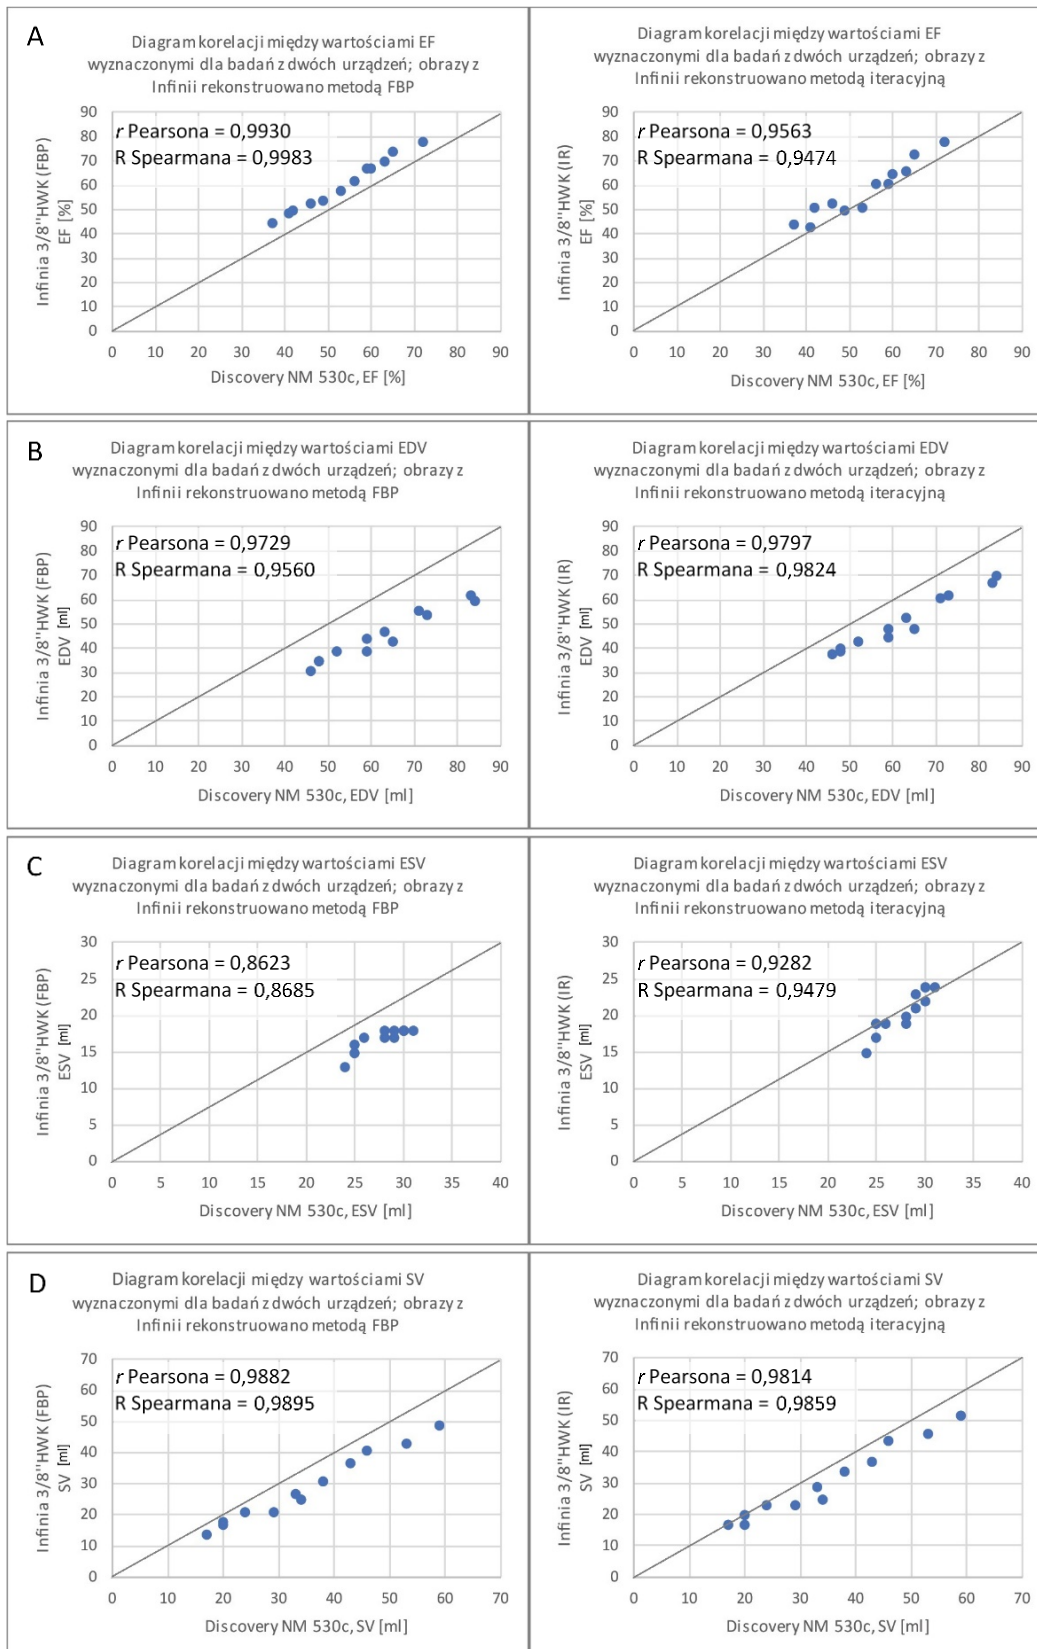 A
Diagram korelacji między wartościami EF
wyznaczonymi dla badań z dwóch urządzeń; obrazy z
Infinii rekonstruowano metodą FBP
r Pearsona = 0,9930
R Spearmana = 0,9983
Infinia 3/8''HWK (FBP)
EF [%]
90
80
70
60
50
40
30
20
10
0
0 10 20 30 40 50 60 70 80 90
Discovery NM 530c, EF [%]
Diagram korelacji między wartościami EF
wyznaczonymi dla badań z dwóch urządzeń; obrazy z
Infinii rekonstruowano metodą iteracyjną
r Pearsona = 0,9563
R Spearmana = 0,9474
Infinia 3/8''HWK (IR)
EF [%]
90
80
70
60
50
40
30
20
10
0
0 10 20 30 40 50 60 70 80 90
Discovery NM 530c, EF [%]
B
Diagram korelacji między wartościami EDV
wyznaczonymi dla badań z dwóch urządzeń; obrazy z
Infinii rekonstruowano metodą FBP
r Pearsona = 0,9729
R Spearmana = 0,9560
Infinia 3/8''HWK (FBP)
EDV [ml]
90
80
70
60
50
40
30
20
10
0
0 10 20 30 40 50 60 70 80 90
Discovery NM 530c, EDV [ml]
Diagram korelacji między wartościami EDV
wyznaczonymi dla badań z dwóch urządzeń; obrazy z
Infinii rekonstruowano metodą iteracyjną
r Pearsona = 0,9797
R Spearmana = 0,9824
Infinia 3/8''HWK (IR)
EDV [ml]
90
80
70
60
50
40
30
20
10
0
0 10 20 30 40 50 60 70 80 90
Discovery NM 530c, EDV [ml]
C
Diagram korelacji między wartościami ESV
wyznaczonymi dla badań z dwóch urządzeń; obrazy z
Infinii rekonstruowano metodą FBP
r Pearsona = 0,8623
R Spearmana = 0,8685
Infinia 3/8''HWK (FBP)
ESV [ml]
30
25
20
15
10
5
0
0 5 10 15 20 25 30 35 40
Discovery NM 530c, ESV [ml]
Diagram korelacji między wartościami ESV
wyznaczonymi dla badań z dwóch urządzeń; obrazy z
Infinii rekonstruowano metodą iteracyjną
r Pearsona = 0,9282
R Spearmana = 0,9479
Infinia 3/8''HWK (IR)
ESV [ml]
30
25
20
15
10
5
0
0 5 10 15 20 25 30 35 40
Discovery NM 530c, ESV [ml]
D
Diagram korelacji między wartościami SV
wyznaczonymi dla badań z dwóch urządzeń; obrazy z
Infinii rekonstruowano metodą FBP
r Pearsona = 0,9882
R Spearmana = 0,9895
Infinia 3/8''HWK (FBP)
SV [ml]
70
60
50
40
30
20
10
0
0 10 20 30 40 50 60 70
Discovery NM 530c, SV [ml]
Diagram korelacji między wartościami SV
wyznaczonymi dla badań z dwóch urządzeń; obrazy z
Infinii rekonstruowano metodą iteracyjną
r Pearsona = 0,9814
R Spearmana = 0,9859
Infinia 3/8''HWK (IR)
SV [ml]
70
60
50
40
30
20
10
0
0 10 20 30 40 50 60 70
Discovery NM 530c, SV [ml]